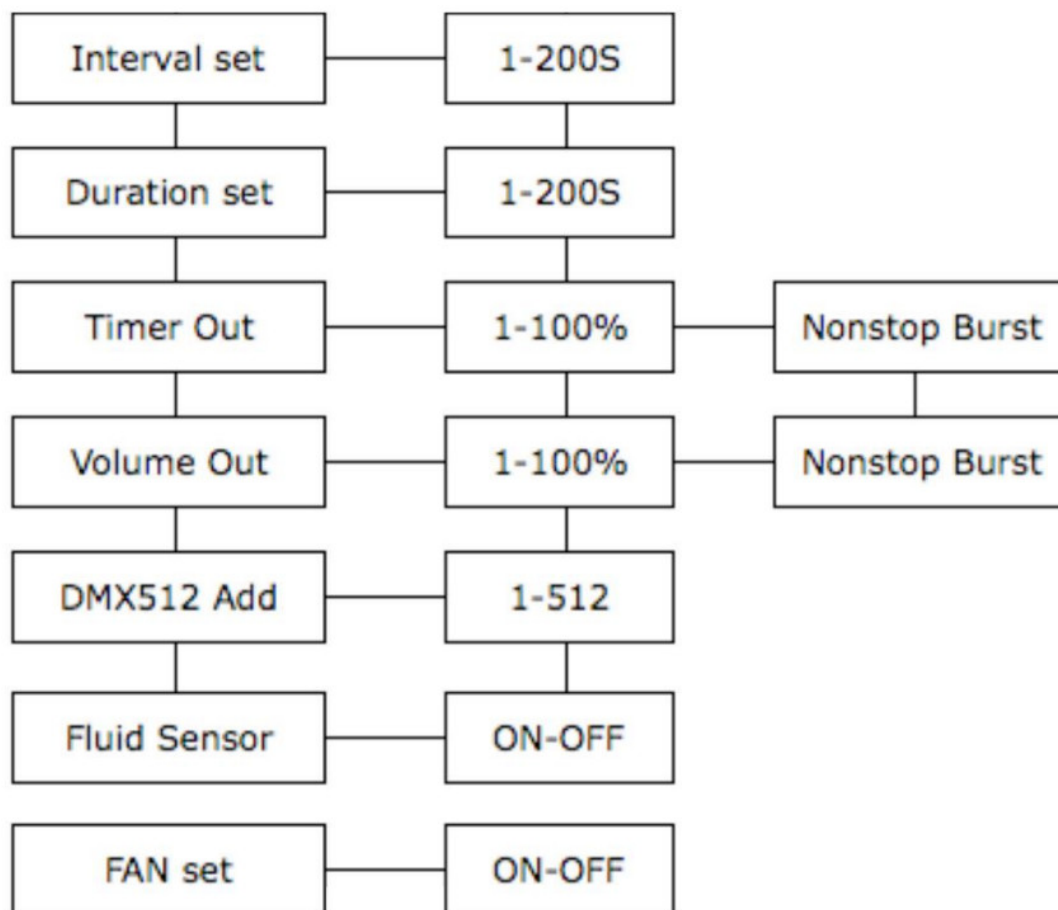 Interval set 1-200S
Duration set 1-200S
Timer Out 1-100% Nonstop Burst
Volume Out 1-100% Nonstop Burst
DMX512 Add 1-512
Fluid Sensor ON-OFF
FAN set ON-OFF